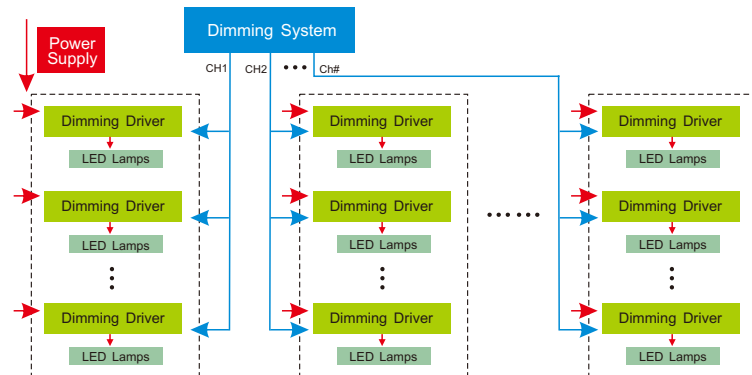 Dimming System
Power
Supply
CH1
CH2
Ch#
Dimming Driver
Dimming Driver
Dimming Driver
LED Lamps
LED Lamps
LED Lamps
Dimming Driver
Dimming Driver
Dimming Driver
LED Lamps
LED Lamps
LED Lamps
Dimming Driver
Dimming Driver
Dimming Driver
LED Lamps
LED Lamps
LED Lamps